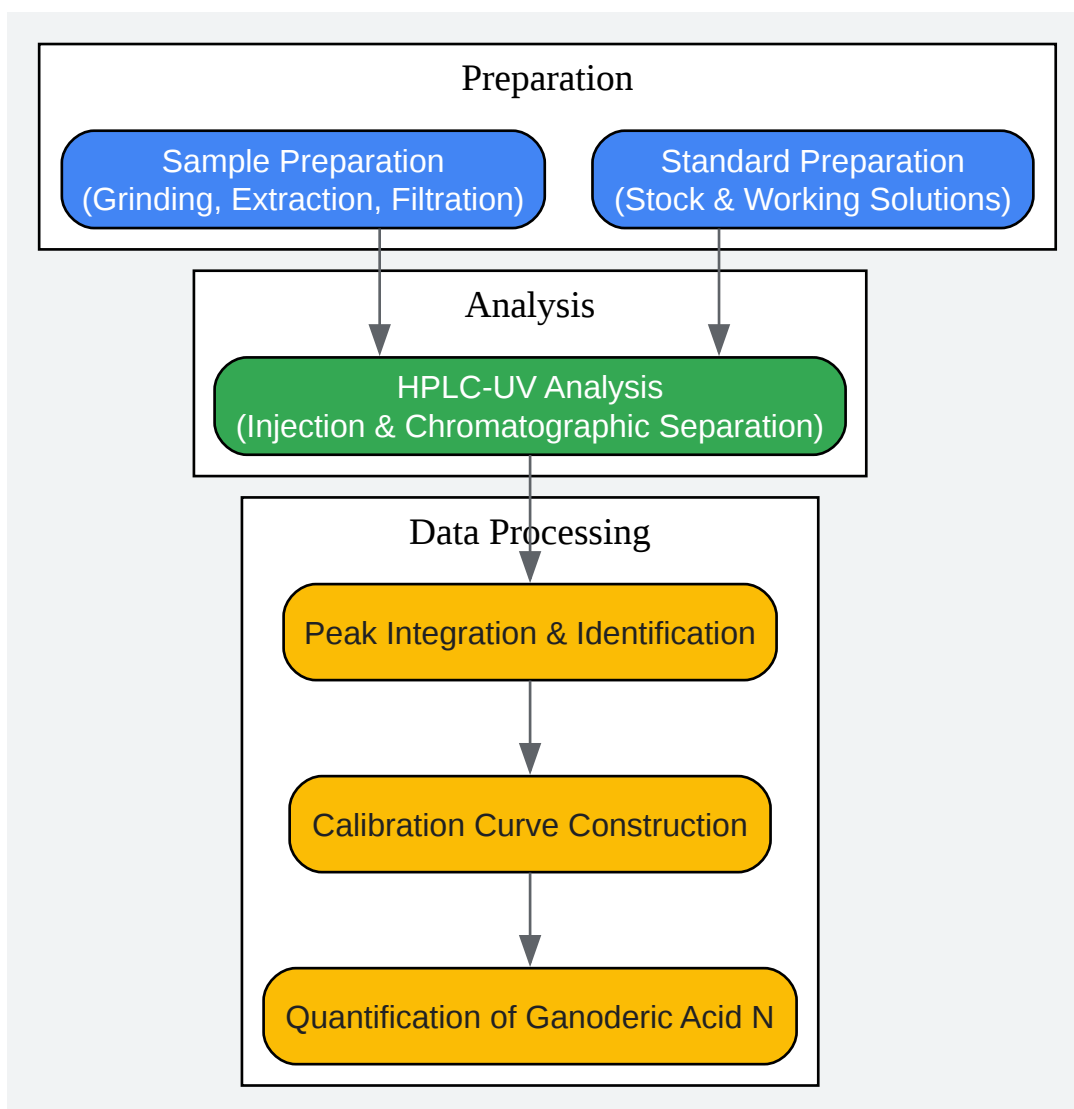 Preparation
Sample Preparation
(Grinding, Extraction, Filtration)
Standard Preparation
(Stock & Working Solutions)
Analysis
HPLC-UV Analysis
(Injection & Chromatographic Separation)
Data Processing
Peak Integration & Identification
Calibration Curve Construction
Quantification of Ganoderic Acid N